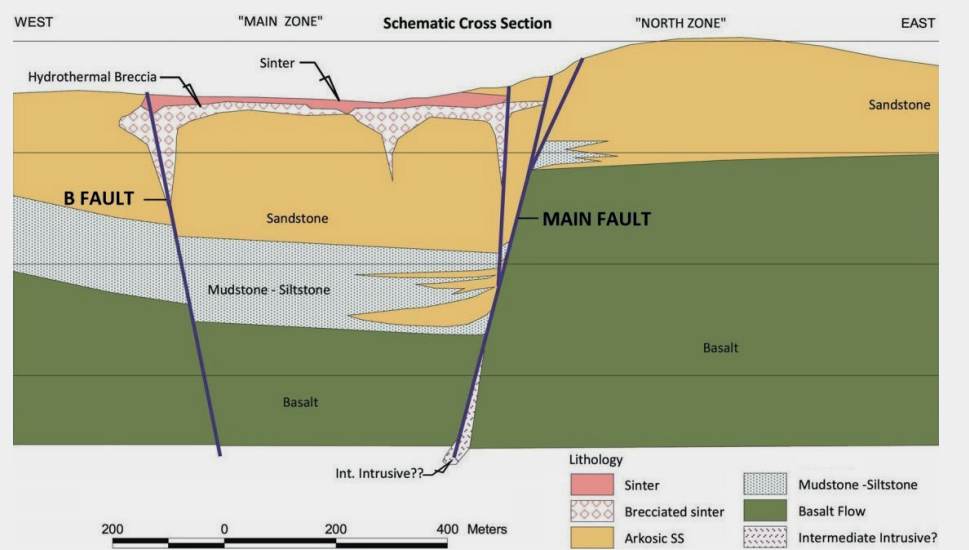 WEST "MAIN ZONE" Schematic Cross Section "NORTH ZONE" EAST
Sinter
Hydrothermal Breccia
Sandstone
B FAULT
Sandstone
MAIN FAULT
Mudstone - Siltstone
Basalt
Basalt
Int. Intrusive??
Lithology
Sinter
Brecciated sinter
Arkosic SS
Mudstone -Siltstone
Basalt Flow
Intermediate Intrusive?
200 0 200 400 Meters